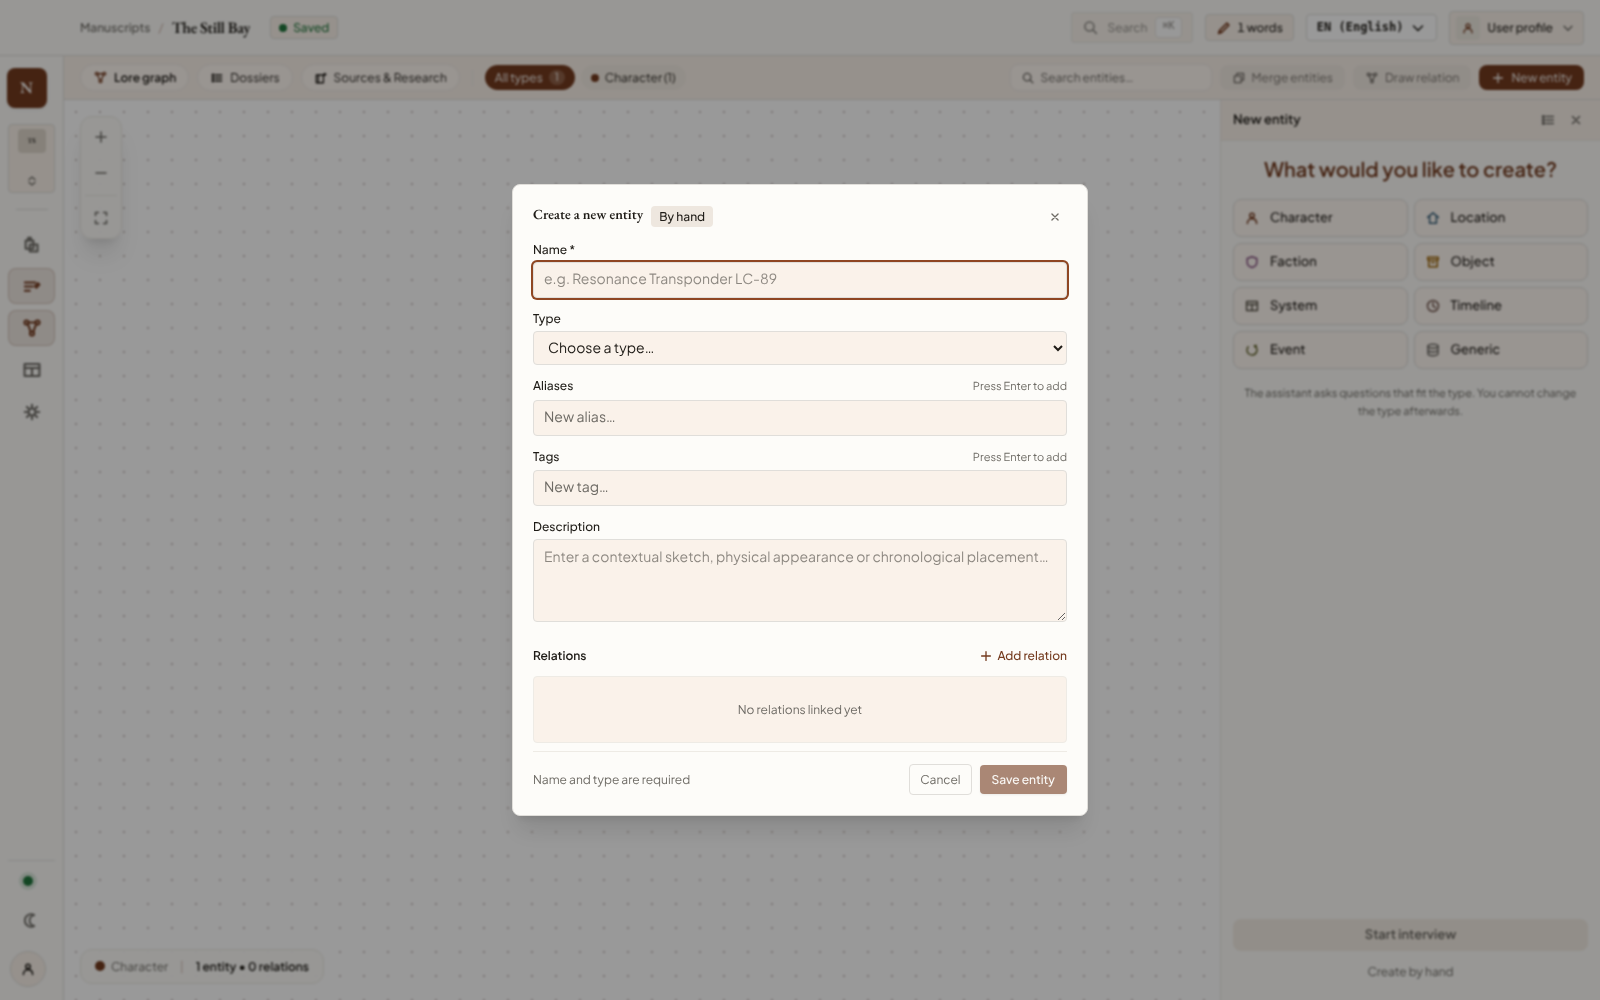 Manuscripts / The Still Bay
Saved
Search ⌘K
1 words
EN (English)
User profile
N
Lore graph
Dossiers
Sources & Research
All types 1
Character (1)
Search entities...
Merge entities
Draw relation
New entity
New entity
What would you like to create?
Character
Location
Faction
Object
System
Timeline
Event
Generic
The assistant asks questions that fit the type. You cannot change
the type afterwards.
Start interview
Create by hand
Create a new entity By hand
Name *
e.g. Resonance Transponder LC-89
Type
Choose a type...
Aliases Press Enter to add
New alias...
Tags Press Enter to add
New tag...
Description
Enter a contextual sketch, physical appearance or chronological placement...
Relations + Add relation
No relations linked yet
Name and type are required
Cancel
Save entity
Character | 1 entity • 0 relations